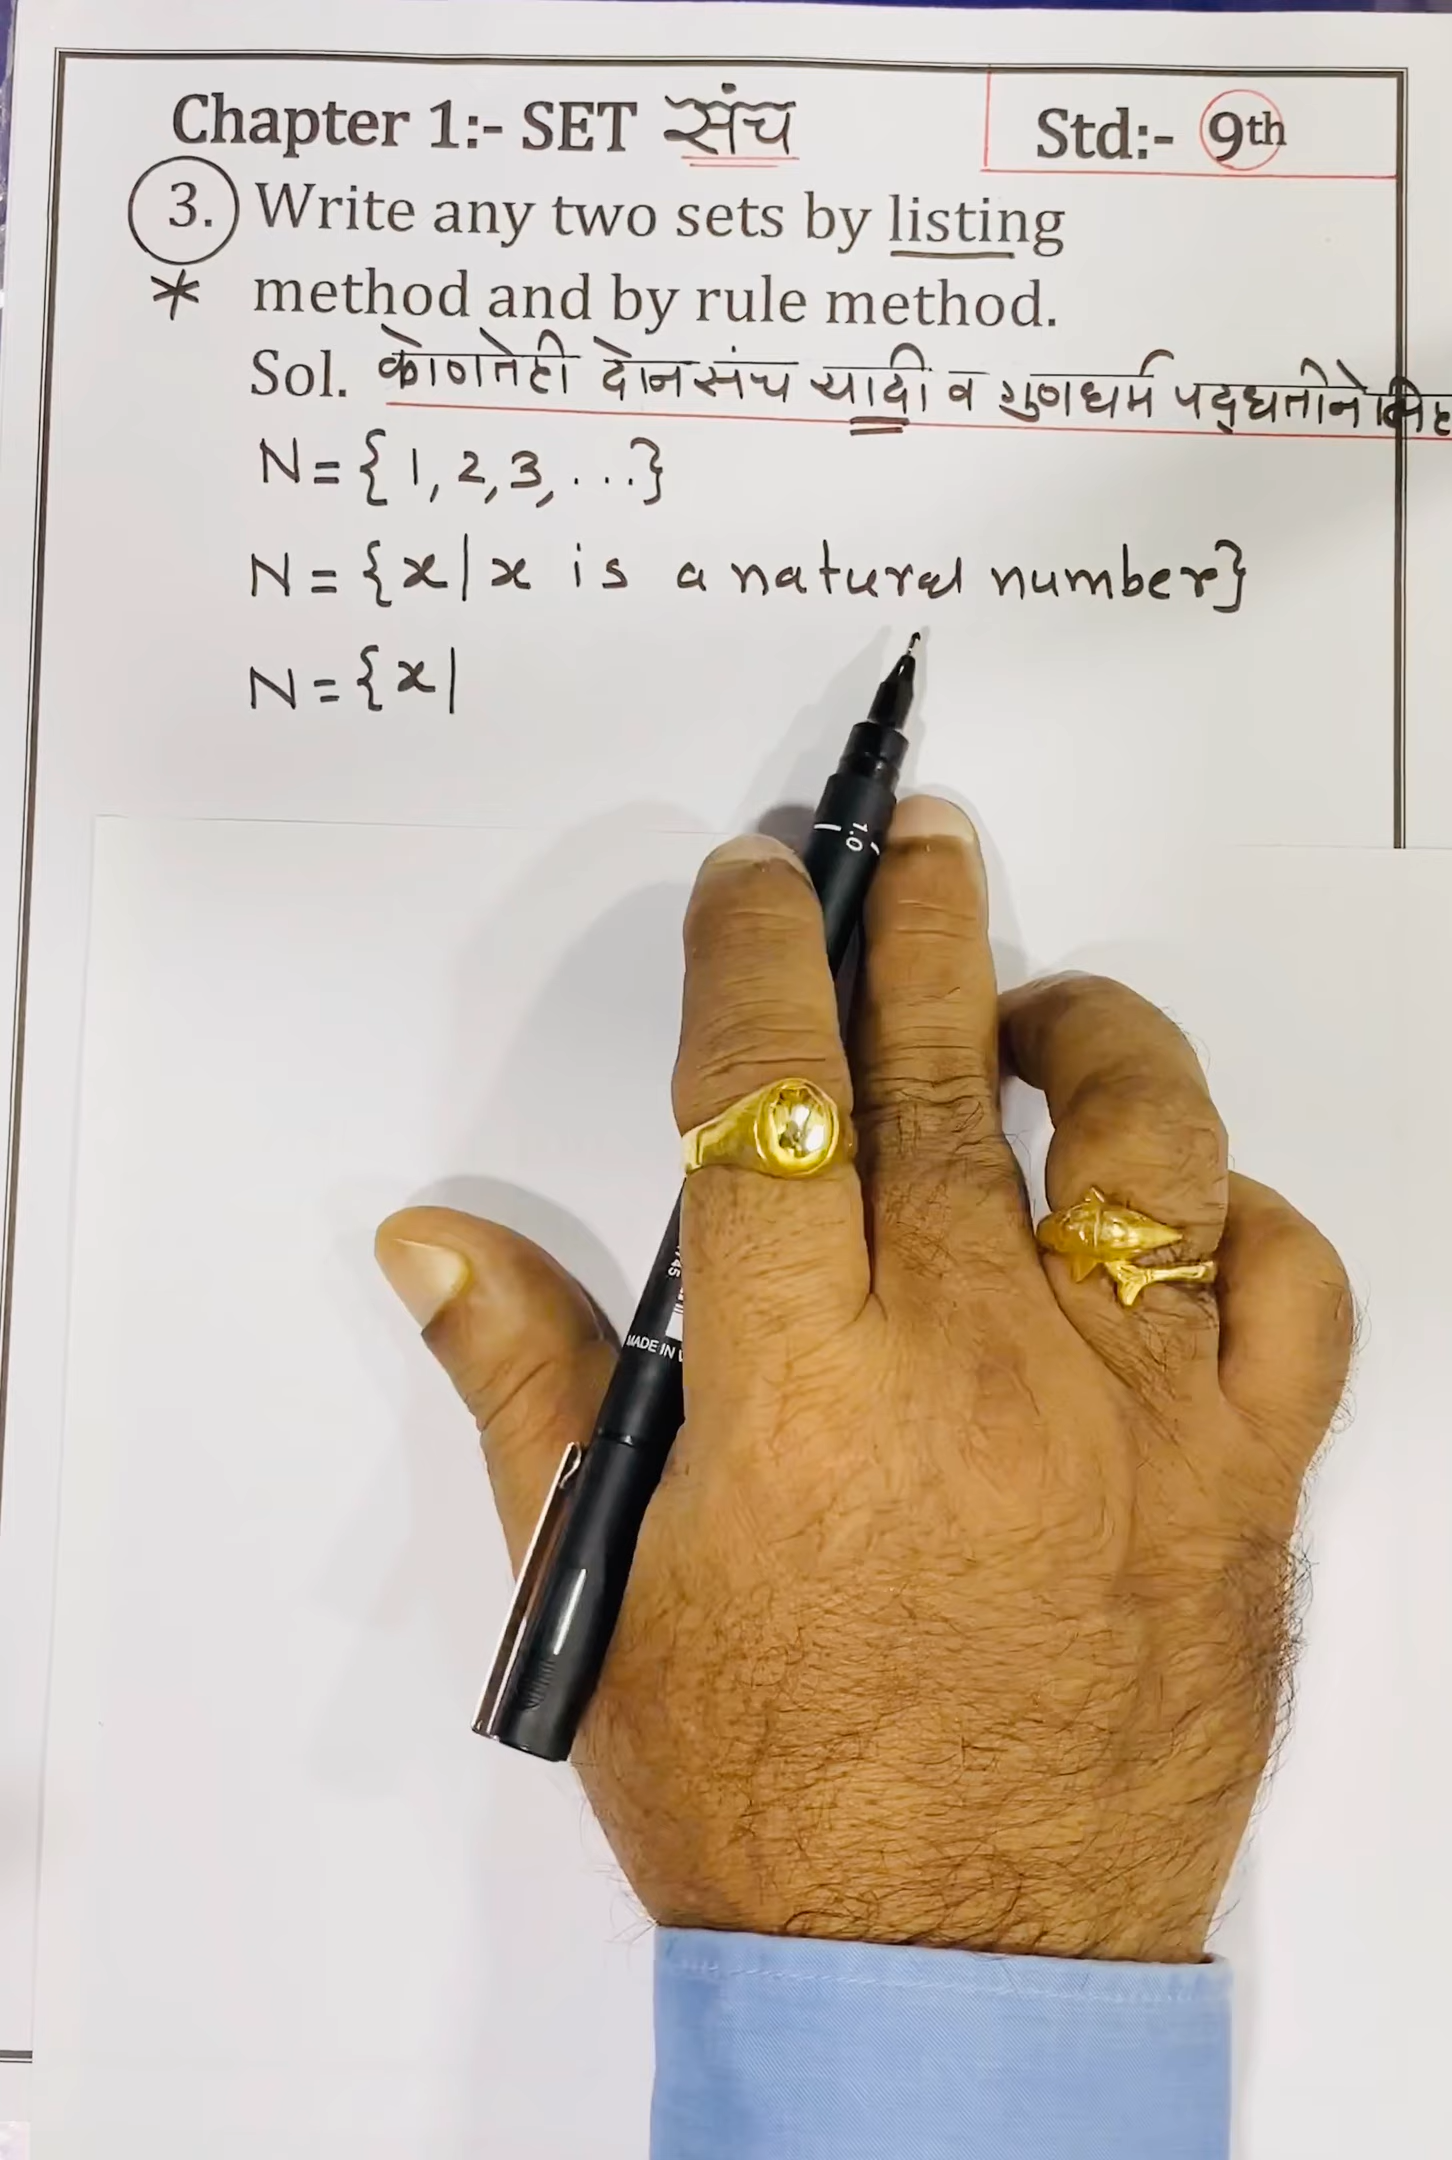 Chapter 1:- SET संच
Std:- 9th
3. Write any two sets by listing
* method and by rule method.
Sol. कोणतेही दोन संच यादी व गुणधर्म पद्धतीने
N = {1, 2, 3, ...}
N = {x | x is a natural number}
N = {x |
1.0
MADE IN